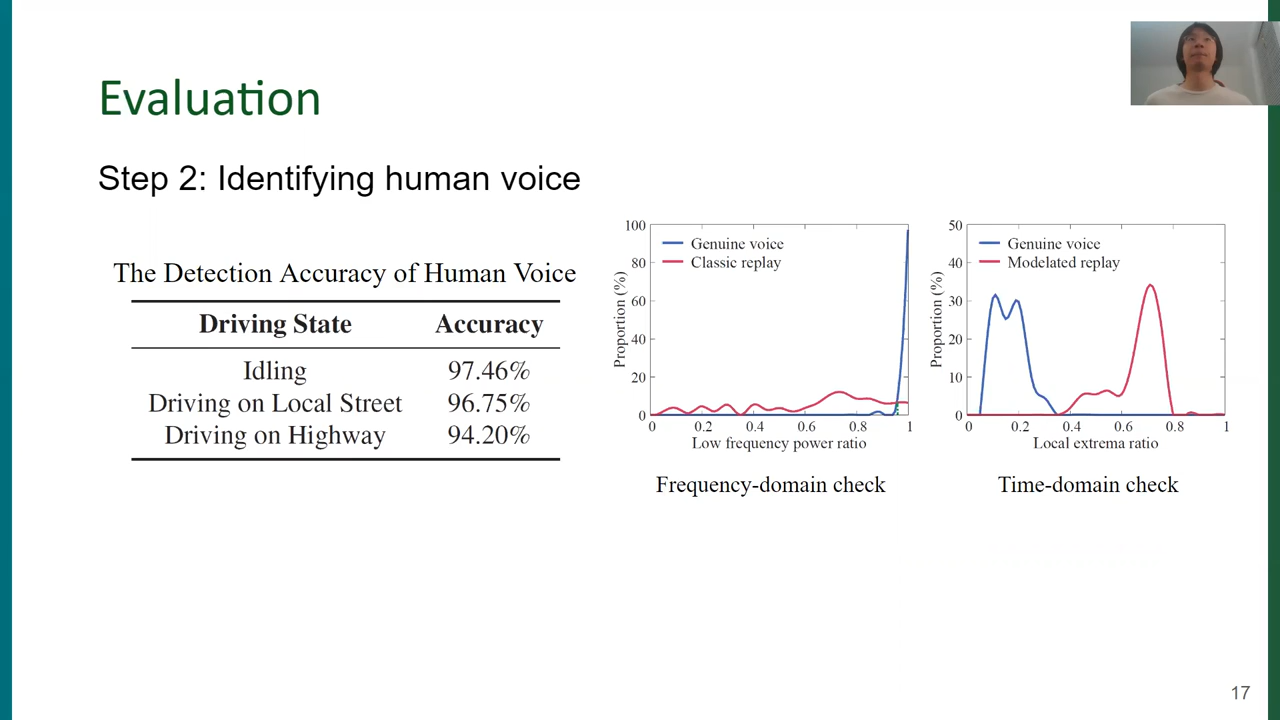 Evaluation
Step 2: Identifying human voice
The Detection Accuracy of Human Voice
Driving State Accuracy
Idling 97.46%
Driving on Local Street 96.75%
Driving on Highway 94.20%
100
80
60
40
20
0
Proportion (%)
Genuine voice
Classic replay
0 0.2 0.4 0.6 0.8 1
Low frequency power ratio
Frequency-domain check
50
40
30
20
10
0
Proportion (%)
Genuine voice
Modelated replay
0 0.2 0.4 0.6 0.8 1
Local extrema ratio
Time-domain check
17